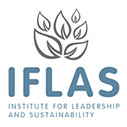 IFLAS
INSTITUTE FOR LEADERSHIP
AND SUSTAINABILITY